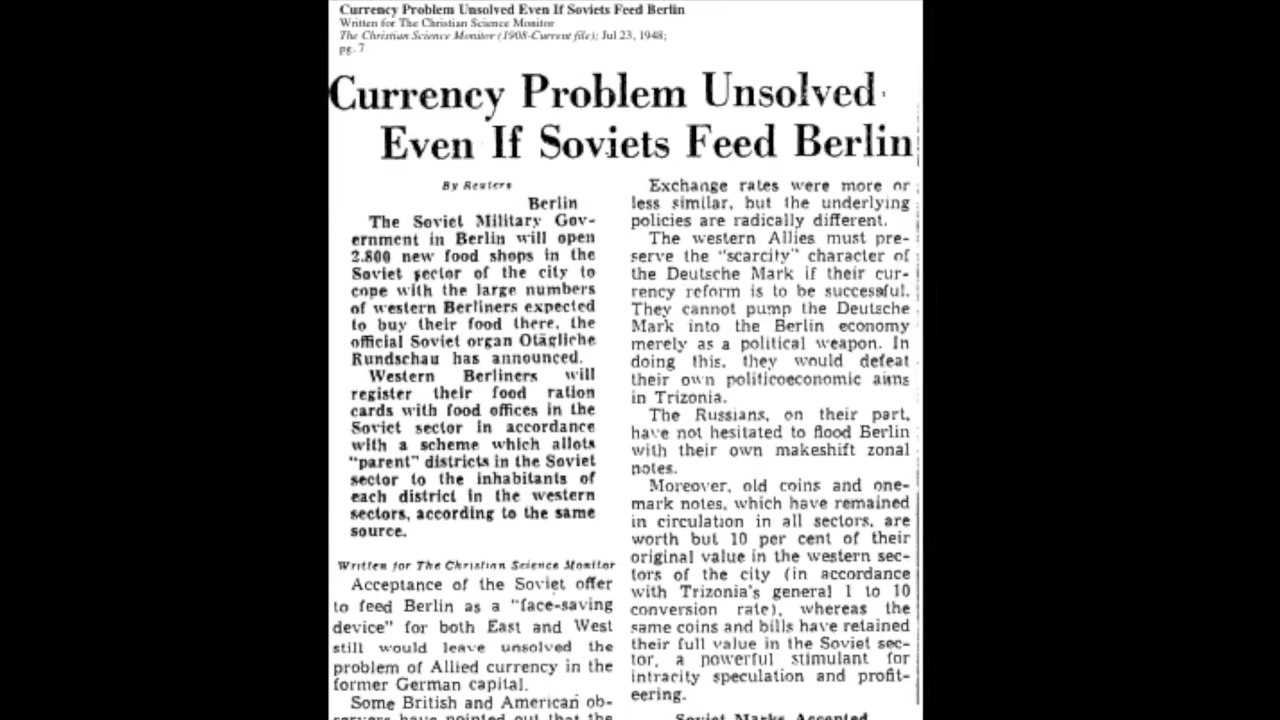 Currency Problem Unsolved Even If Soviets Feed Berlin
Written for The Christian Science Monitor
The Christian Science Monitor (1908-Current file); Jul 23, 1948;
pg. 7
Currency Problem Unsolved
Even If Soviets Feed Berlin
By Reuters
Berlin
The Soviet Military Gov-
ernment in Berlin will open
2,800 new food shops in the
Soviet sector of the city to
cope with the large numbers
of western Berliners expected
to buy their food there, the
official Soviet organ Otägliche
Rundschau has announced.
Western Berliners will
register their food ration
cards with food offices in the
Soviet sector in accordance
with a scheme which allots
"parent" districts in the Soviet
sector to the inhabitants of
each district in the western
sectors, according to the same
source.
Written for The Christian Science Monitor
Acceptance of the Soviet offer
to feed Berlin as a "face-saving
device" for both East and West
still would leave unsolved the
problem of Allied currency in the
former German capital.
Some British and American ob-
servers have pointed out that the
Exchange rates were more or
less similar, but the underlying
policies are radically different.
The western Allies must pre-
serve the "scarcity" character of
the Deutsche Mark if their cur-
rency reform is to be successful.
They cannot pump the Deutsche
Mark into the Berlin economy
merely as a political weapon. In
doing this, they would defeat
their own politicoeconomic aims
in Trizonia.
The Russians, on their part,
have not hesitated to flood Berlin
with their own makeshift zonal
notes.
Moreover, old coins and one-
mark notes, which have remained
in circulation in all sectors, are
worth but 10 per cent of their
original value in the western sec-
tors of the city (in accordance
with Trizonia's general 1 to 10
conversion rate), whereas the
same coins and bills have retained
their full value in the Soviet sec-
tor, a powerful stimulant for
intracity speculation and profit-
eering.
Soviet Marks Accepted